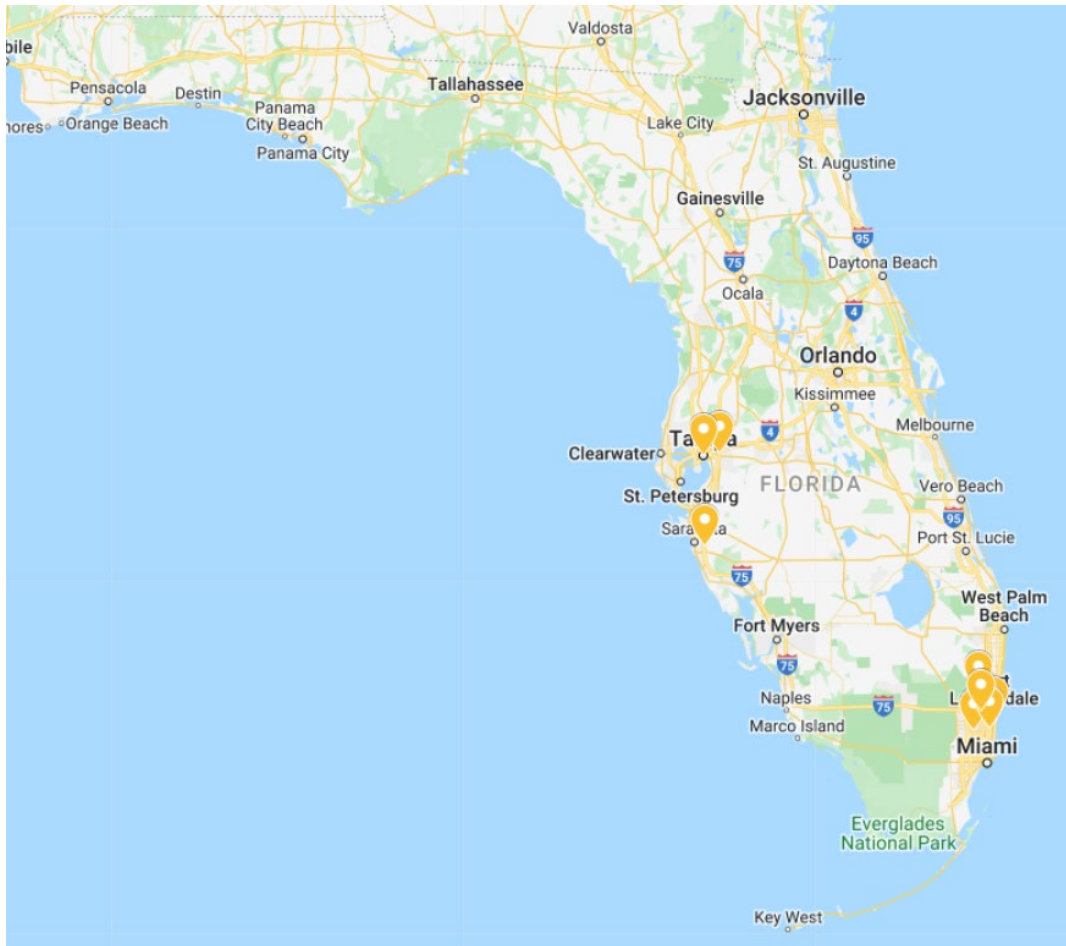 Valdosta
bile
Pensacola
Destin
Tallahassee
Jacksonville
Panama
City Beach
Orange Beach
Panama City
Lake City
St. Augustine
Gainesville
95
75
Daytona Beach
Ocala
4
Orlando
Kissimmee
Melbourne
4
Clearwater
FLORIDA
St. Petersburg
Vero Beach
95
Port St. Lucie
75
West Palm
Beach
Fort Myers
75
Naples
75
Marco Island
Miami
Everglades
National Park
Key West